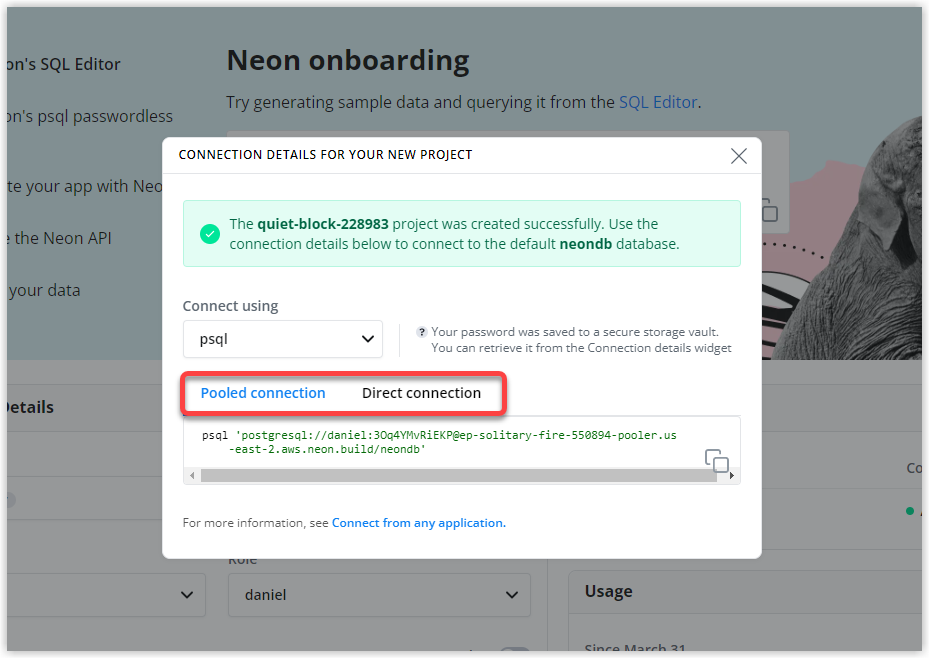 on's SQL Editor
Neon onboarding
Try generating sample data and querying it from the SQL Editor.
on's psql passwordless
te your app with Neo
e the Neon API
your data
CONNECTION DETAILS FOR YOUR NEW PROJECT
The quiet-block-228983 project was created successfully. Use the
connection details below to connect to the default neondb database.
Connect using
psql
? Your password was saved to a secure storage vault.
You can retrieve it from the Connection details widget
Pooled connection Direct connection
psql 'postgresql://daniel:3Oq4YMvRiEKP@ep-solitary-fire-550894-pooler.us
-east-2.aws.neon.build/neondb'
For more information, see Connect from any application.
Details
Co
Role
daniel
Usage
Since March 31